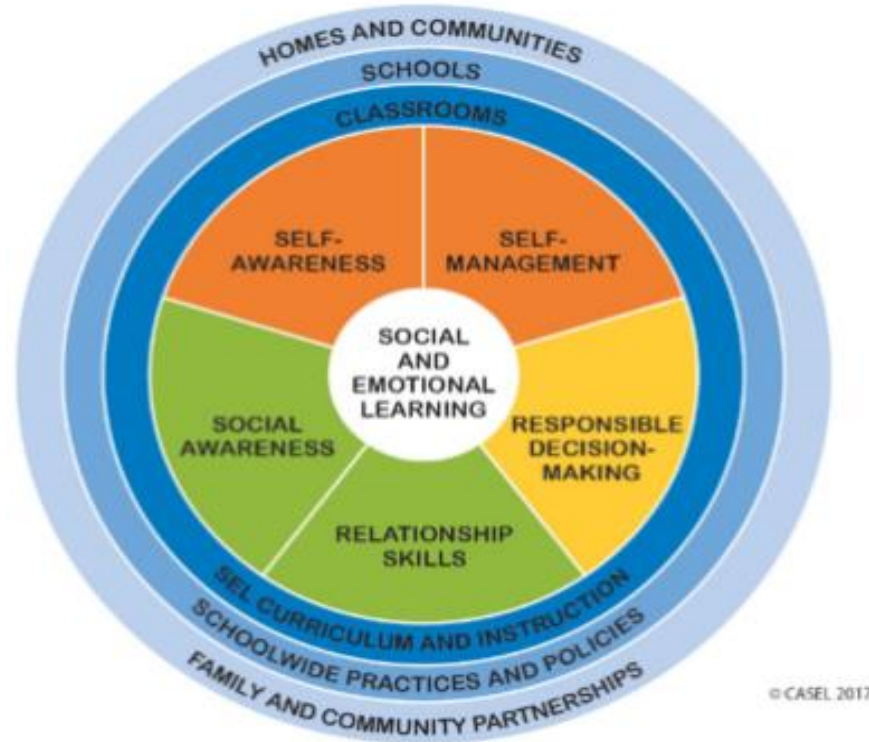 HOMES AND COMMUNITIES
SCHOOLS
CLASSROOMS
SELF-
AWARENESS
SELF-
MANAGEMENT
SOCIAL
AND
EMOTIONAL
LEARNING
SOCIAL
AWARENESS
RESPONSIBLE
DECISION-
MAKING
RELATIONSHIP
SKILLS
SEL CURRICULUM AND INSTRUCTION
SCHOOLWIDE PRACTICES AND POLICIES
FAMILY AND COMMUNITY PARTNERSHIPS
© CASEL 2017